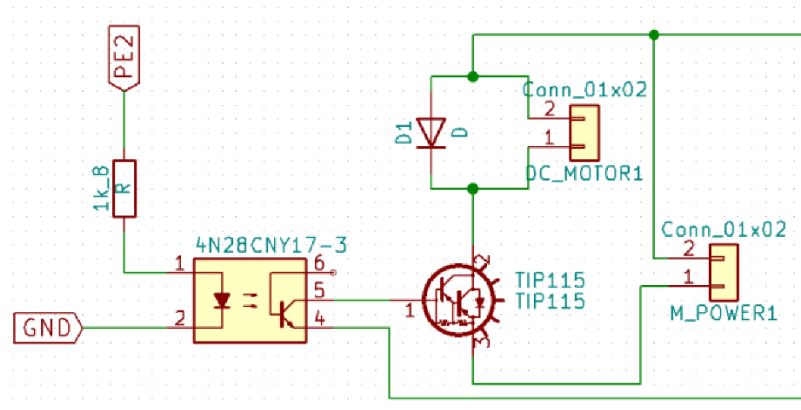 PE2
1k_8
R
4N28CNY17-3
1
2
6
5
4
GND
D1
D
Conn_01x02
2
1
DC_MOTOR1
2
1
3
TIP115
TIP115
Conn_01x02
2
1
M_POWER1